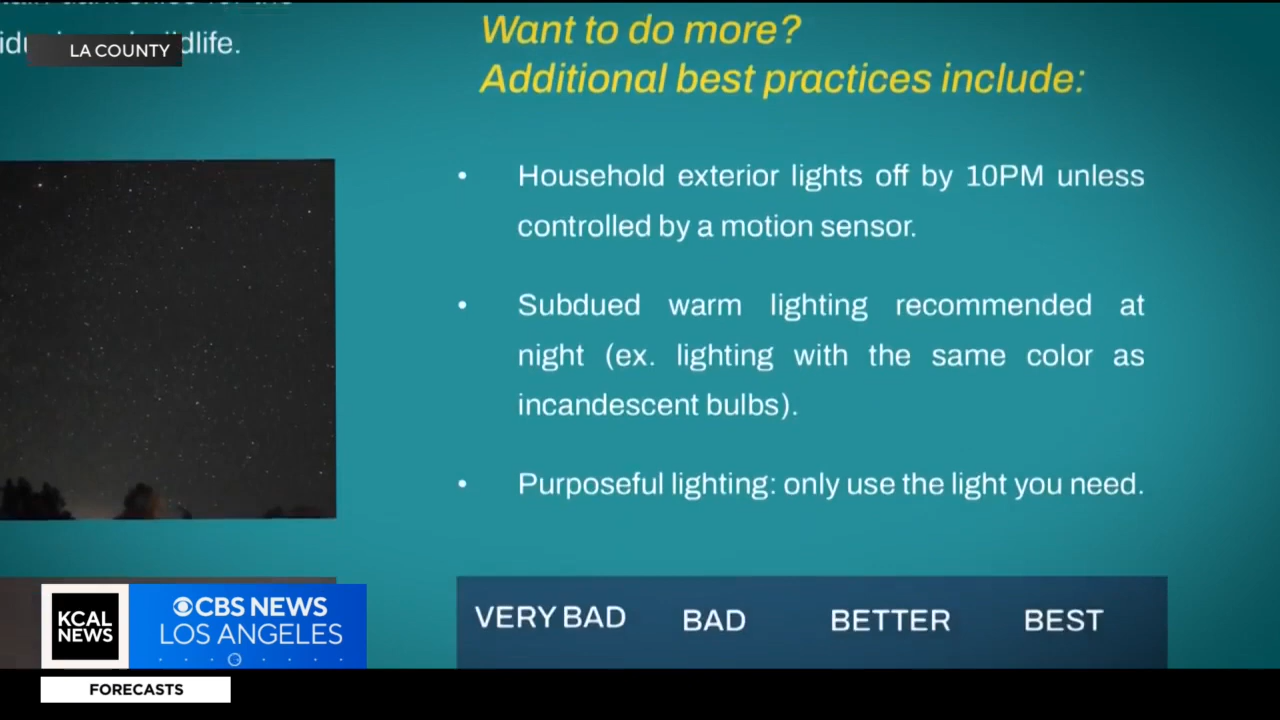 dlife.
LA COUNTY
Want to do more?
Additional best practices include:
• Household exterior lights off by 10PM unless
controlled by a motion sensor.
• Subdued warm lighting recommended at
night (ex. lighting with the same color as
incandescent bulbs).
• Purposeful lighting: only use the light you need.
VERY BAD BAD BETTER BEST
KCAL
NEWS
CBS NEWS
LOS ANGELES
FORECASTS